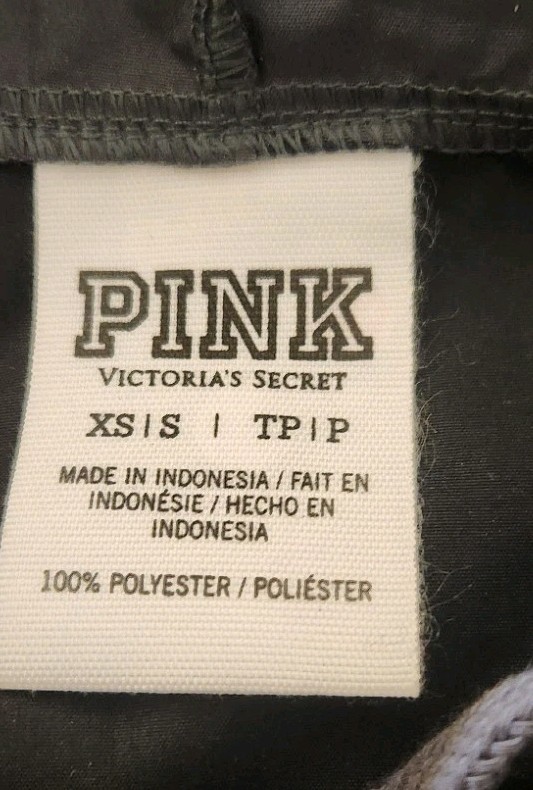 PINK
VICTORIA'S SECRET
XS|S | TP|P
MADE IN INDONESIA / FAIT EN
INDONÉSIE / HECHO EN
INDONESIA
100% POLYESTER / POLIÉSTER